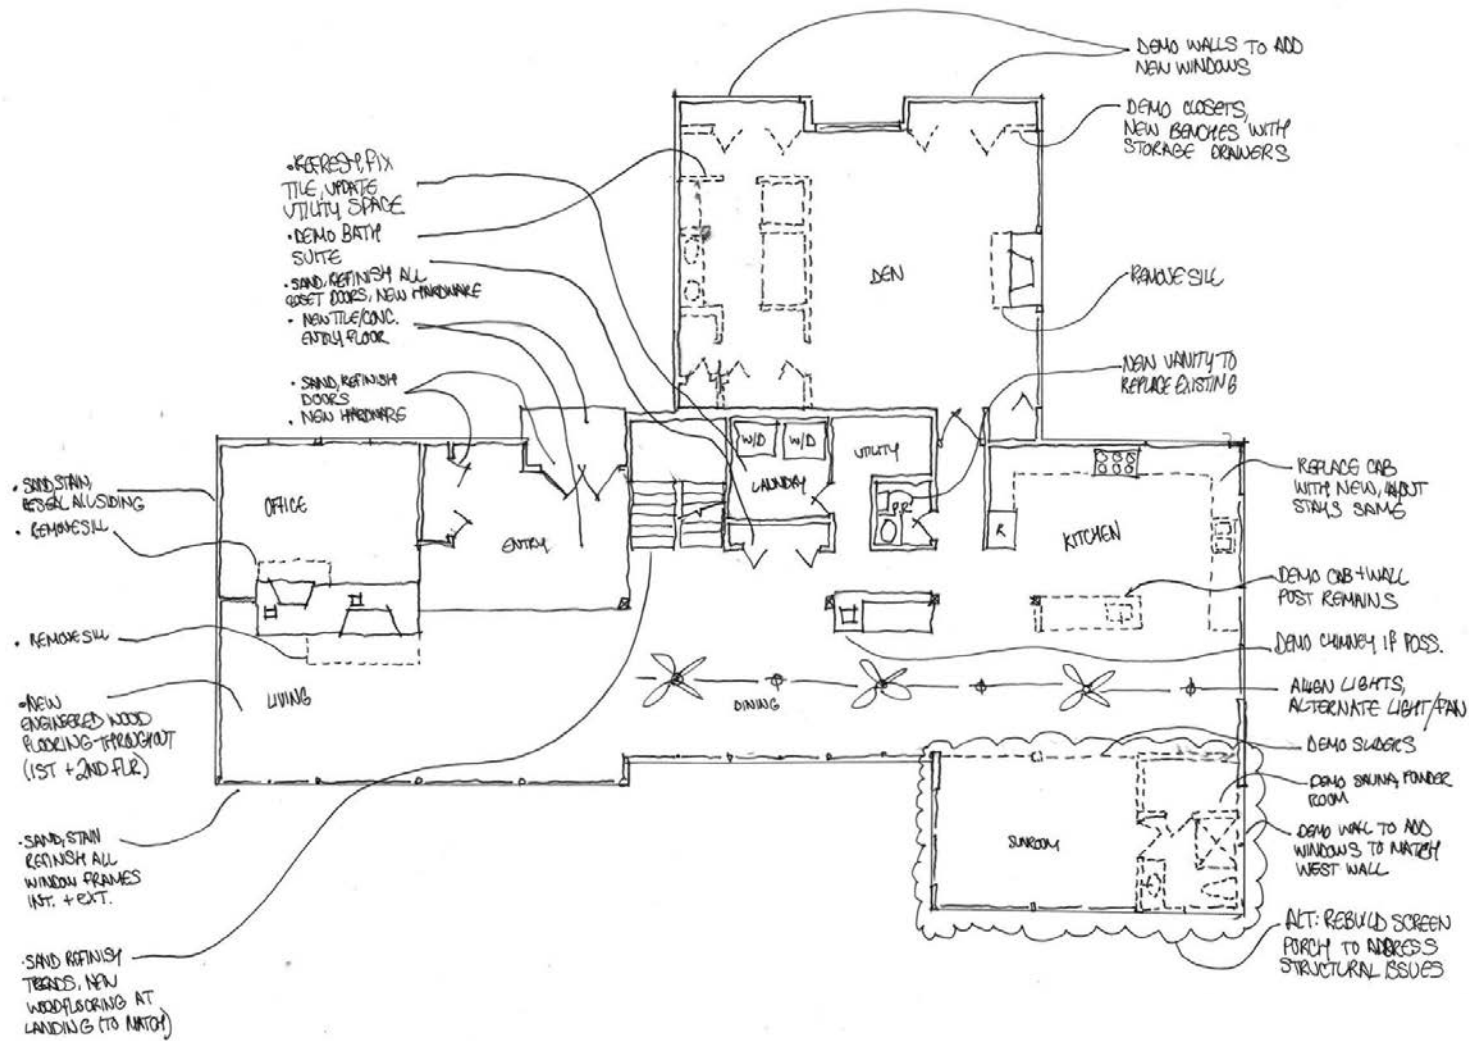 DEMO WALLS TO ADD
NEW WINDOWS
DEMO CLOSETS,
NEW BENCHES WITH
STORAGE DRAWERS
• REFRESH, FIX
TILE, UPDATE
UTILITY SPACE
• DEMO BATH
SUITE
• SAND, REFINISH ALL
CLOSET DOORS, NEW HARDWARE
• NEW TILE/CONC.
ENTRY FLOOR
• SAND, REFINISH
DOORS
• NEW HARDWARE
DEN
REMOVE SILL
NEW VANITY TO
REPLACE EXISTING
W/D
W/D
UTILITY
LAUNDRY
P.R.
• SAND, STAIN,
RESEAL ALL SIDING
• REMOVE SILL
OFFICE
ENTRY
R
KITCHEN
REPLACE CAB
WITH NEW, LAYOUT
STAYS SAME
DEMO CAB + WALL
POST REMAINS
DEMO CHIMNEY IF POSS.
• REMOVE SILL
• NEW
ENGINEERED WOOD
FLOORING THROUGHOUT
(1ST + 2ND FLR)
LIVING
DINING
ALIGN LIGHTS,
ALTERNATE LIGHT/FAN
DEMO SLIDERS
DEMO SAUNA, POWDER
ROOM
DEMO WALL TO ADD
WINDOWS TO MATCH
WEST WALL
SUNROOM
• SAND, STAIN
REFINISH ALL
WINDOW FRAMES
INT. + EXT.
ALT: REBUILD SCREEN
PORCH TO ADDRESS
STRUCTURAL ISSUES
• SAND REFINISH
TREADS, NEW
WOOD FLOORING AT
LANDING (TO MATCH)